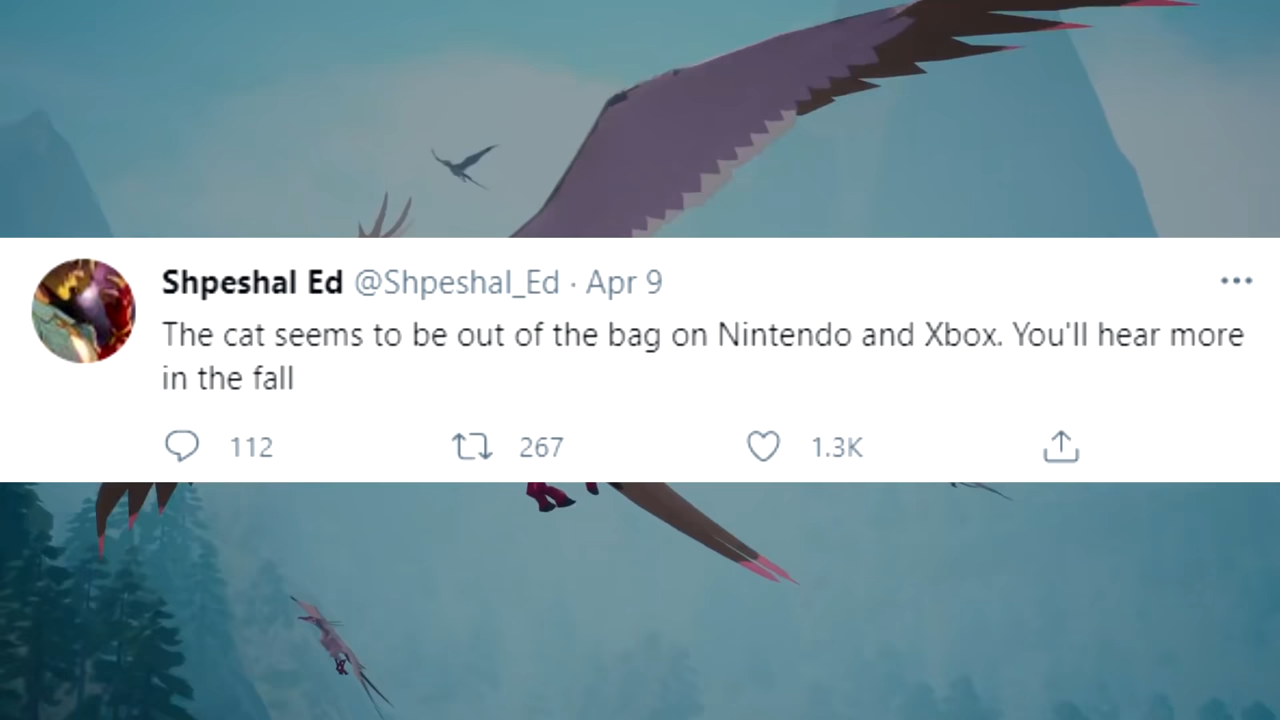 Shpeshal Ed @Shpeshal_Ed · Apr 9
The cat seems to be out of the bag on Nintendo and Xbox. You'll hear more
in the fall
112 267 1.3K